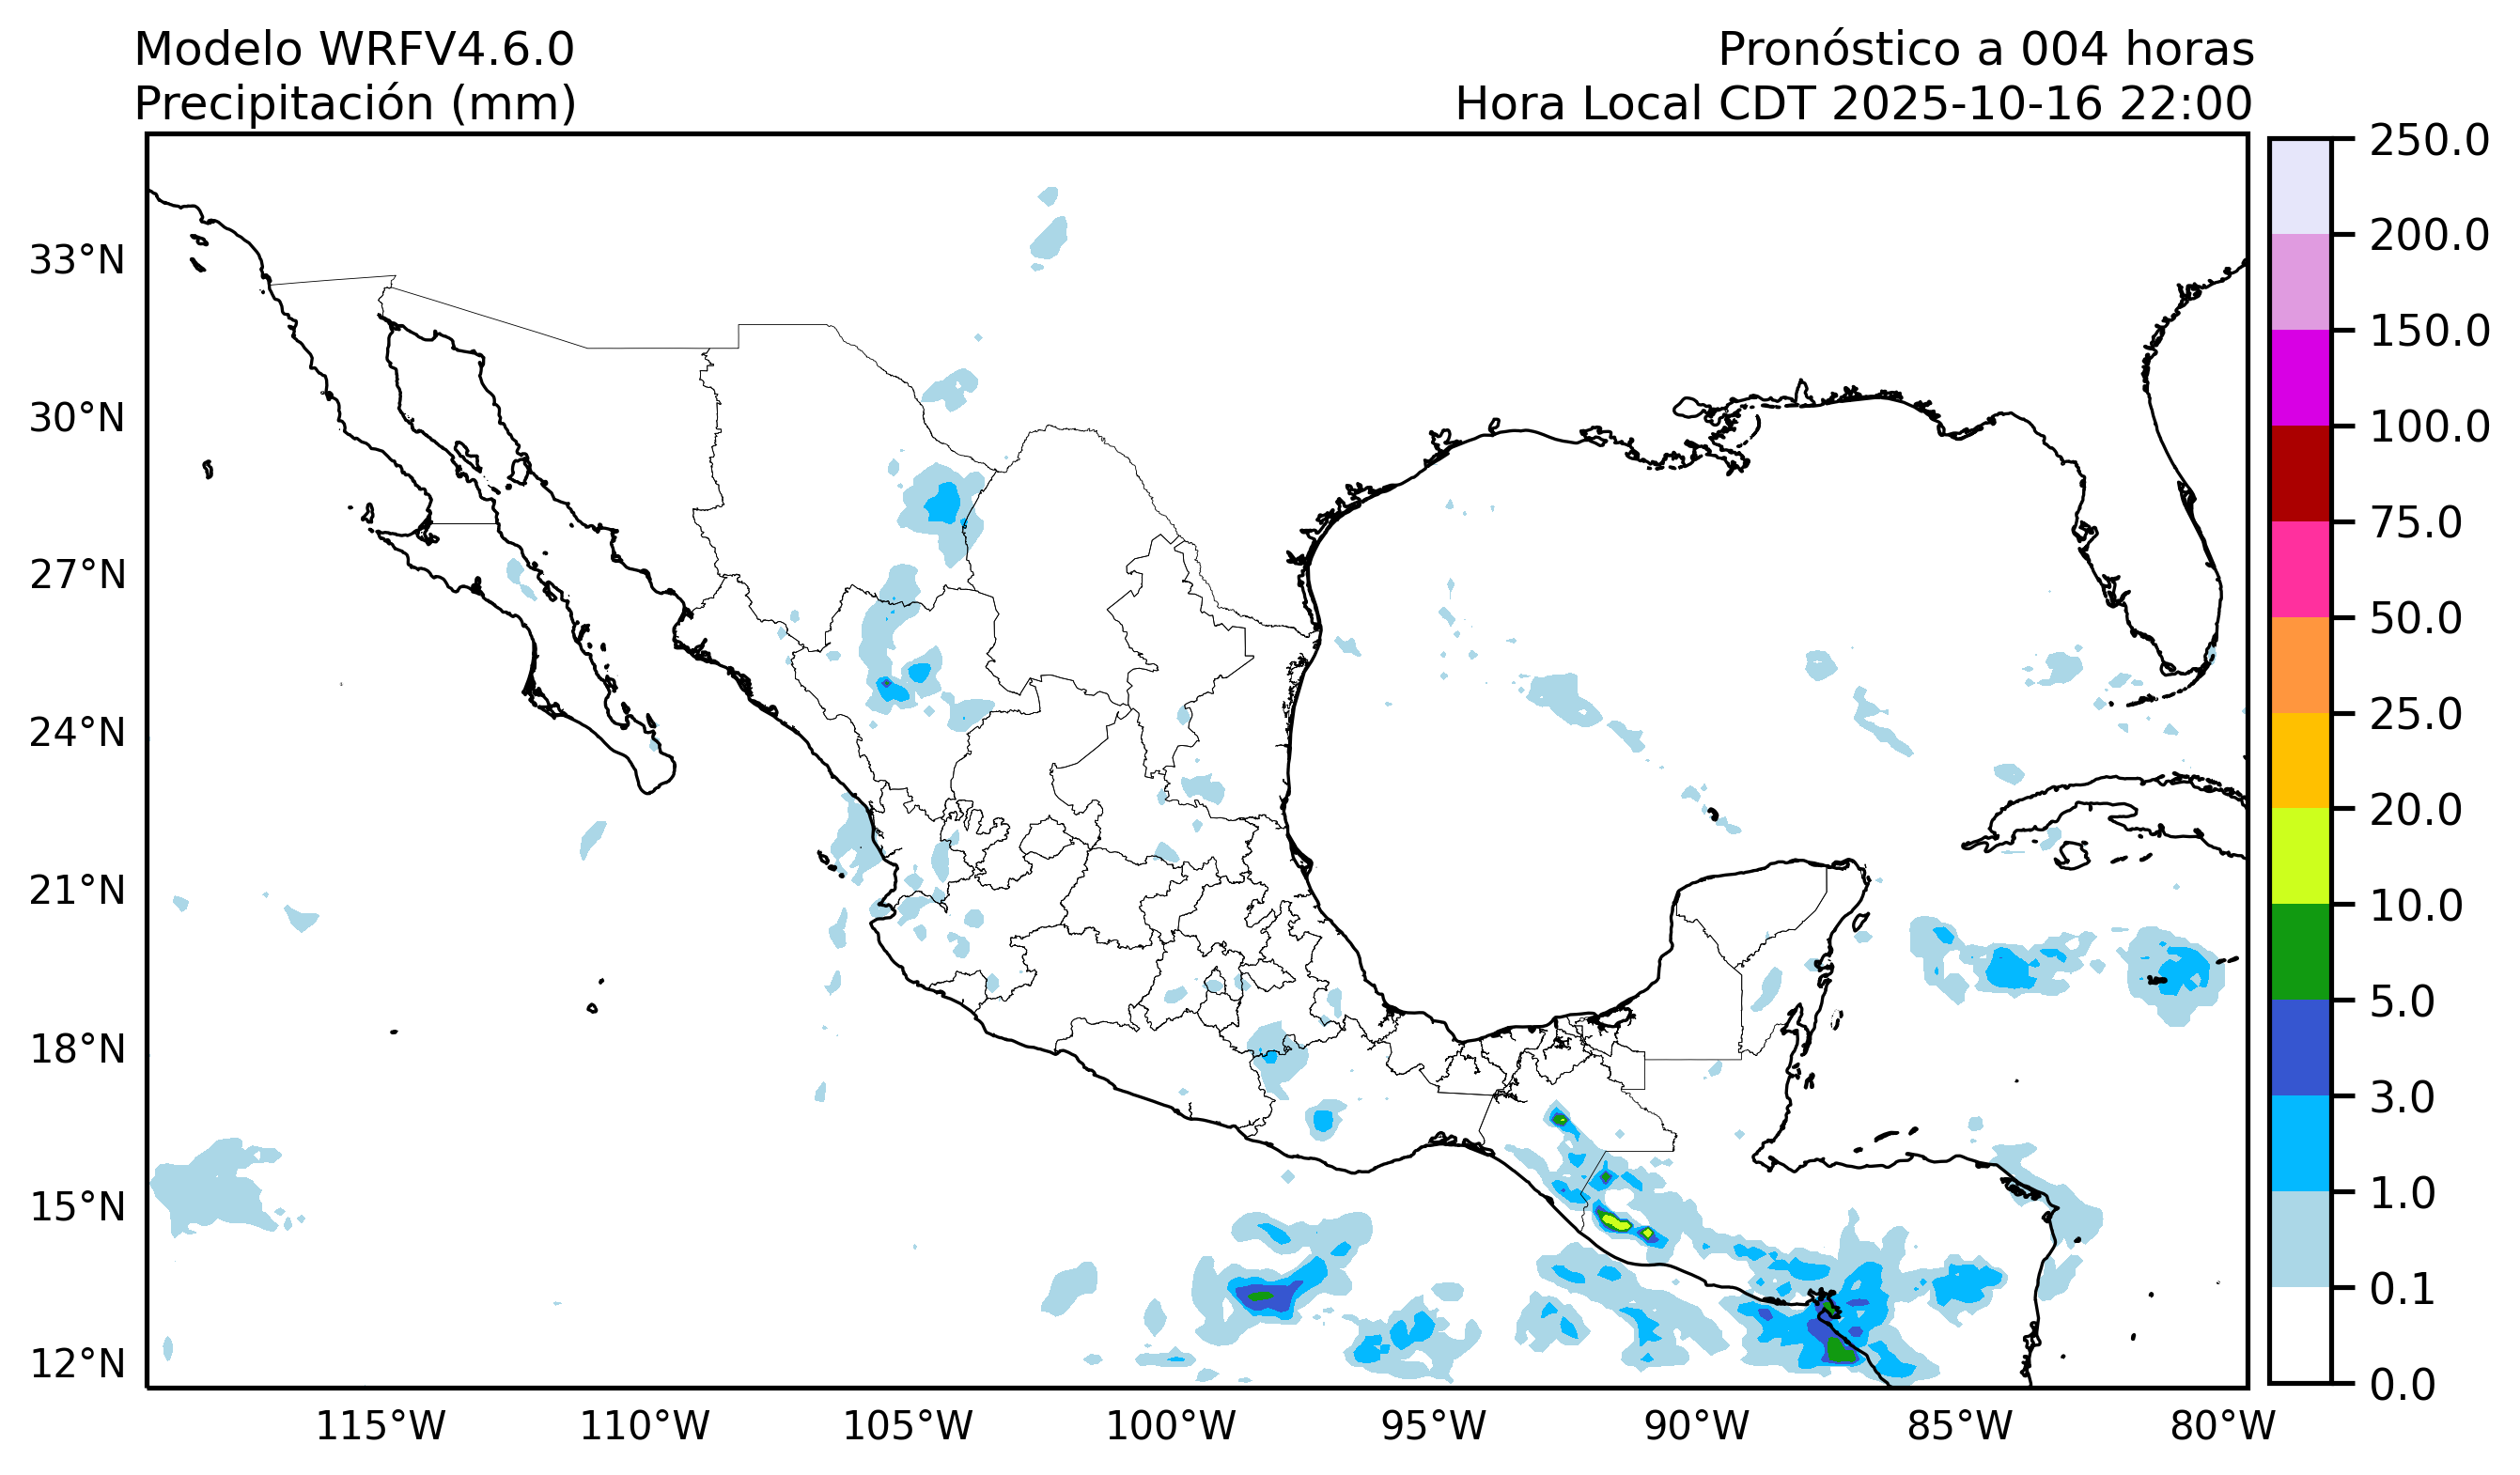 Modelo WRFV4.6.0
Precipitación (mm)
Pronóstico a 004 horas
Hora Local CDT 2025-10-16 22:00
33°N
30°N
27°N
24°N
21°N
18°N
15°N
12°N
115°W
110°W
105°W
100°W
95°W
90°W
85°W
80°W
250.0
200.0
150.0
100.0
75.0
50.0
25.0
20.0
10.0
5.0
3.0
1.0
0.1
0.0